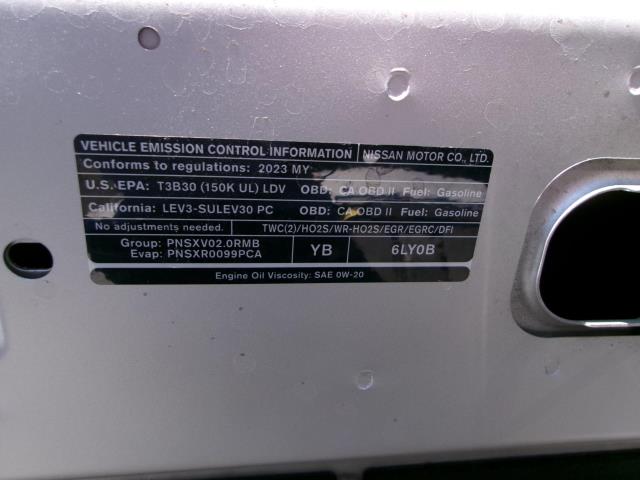 VEHICLE EMISSION CONTROL INFORMATION NISSAN MOTOR CO., LTD.
Conforms to regulations: 2023 MY
U.S. EPA: T3B30 (150K UL) LDV OBD: CA OBD II Fuel: Gasoline
California: LEV3-SULEV30 PC OBD: CA OBD II Fuel: Gasoline
No adjustments needed. TWC(2)/HO2S/WR-HO2S/EGR/EGRC/DFI
Group: PNSXV02.0RMB YB 6LY0B
Evap: PNSXR0099PCA
Engine Oil Viscosity: SAE 0W-20